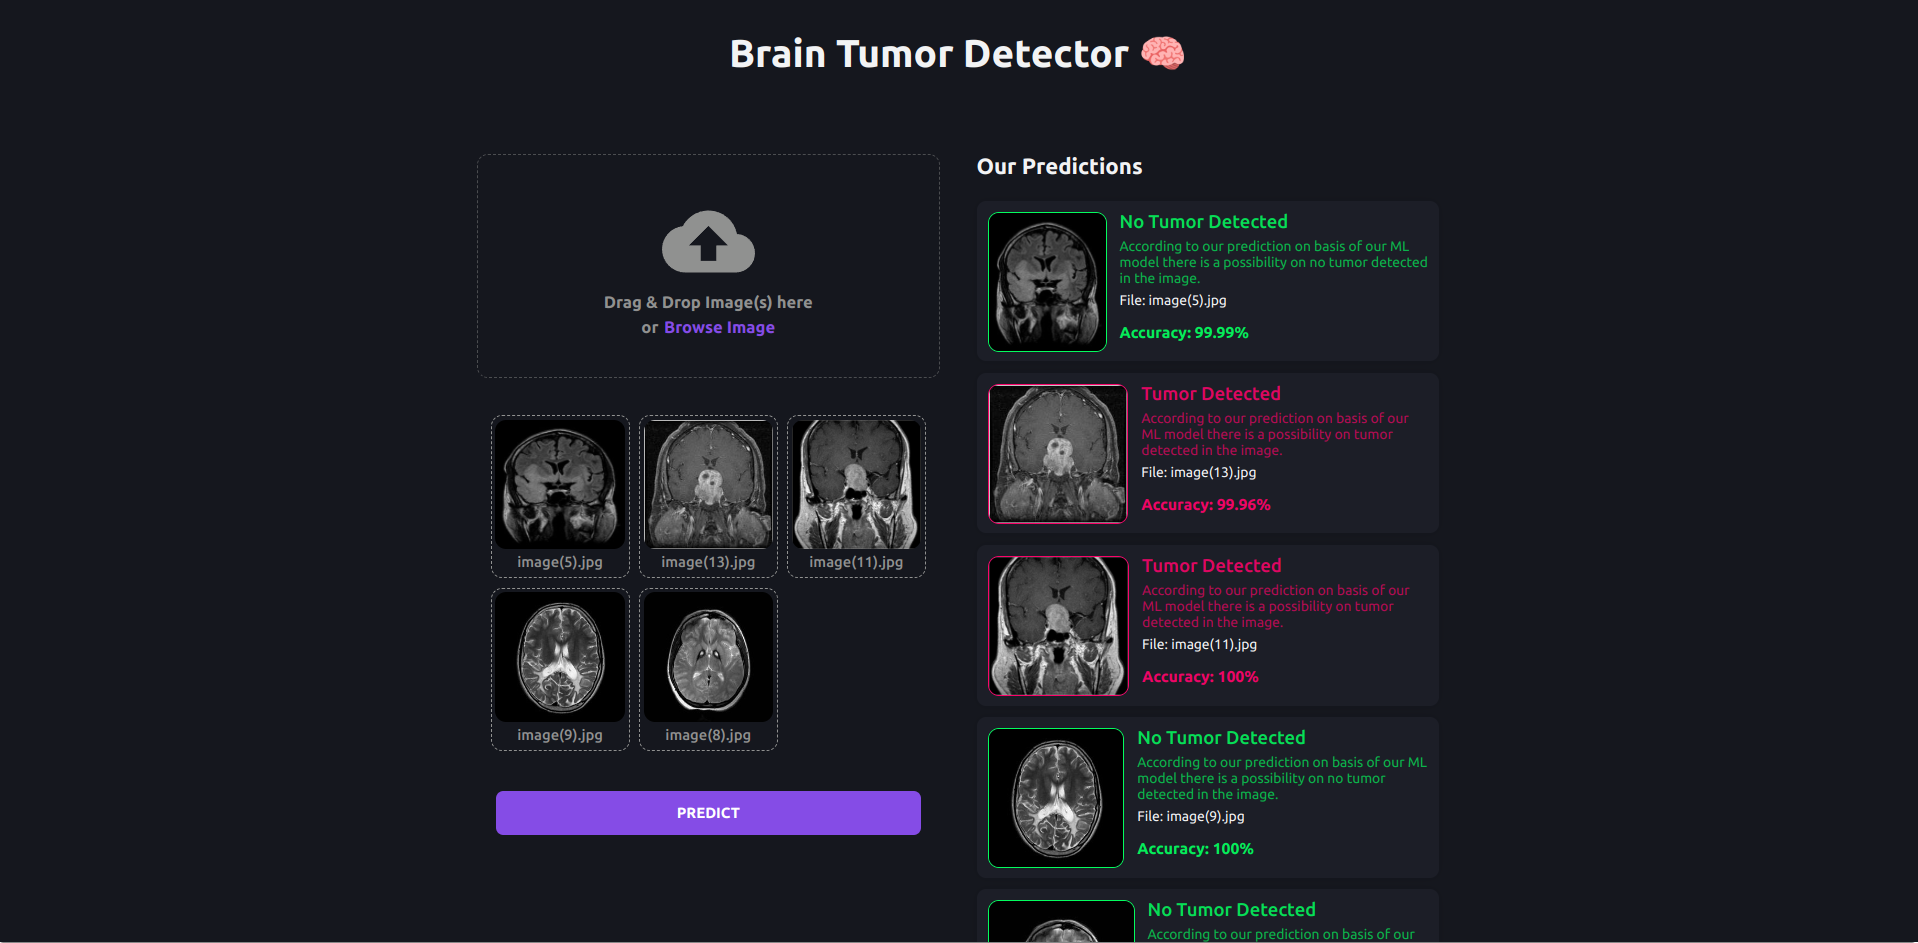 Brain Tumor Detector
Drag & Drop Image(s) here
or Browse Image
image(5).jpg
image(13).jpg
image(11).jpg
image(9).jpg
image(8).jpg
PREDICT
Our Predictions
No Tumor Detected
According to our prediction on basis of our ML
model there is a possibility on no tumor detected
in the image.
File: image(5).jpg
Accuracy: 99.99%
Tumor Detected
According to our prediction on basis of our
ML model there is a possibility on tumor
detected in the image.
File: image(13).jpg
Accuracy: 99.96%
Tumor Detected
According to our prediction on basis of our
ML model there is a possibility on tumor
detected in the image.
File: image(11).jpg
Accuracy: 100%
No Tumor Detected
According to our prediction on basis of our ML
model there is a possibility on no tumor
detected in the image.
File: image(9).jpg
Accuracy: 100%
No Tumor Detected
According to our prediction on basis of our